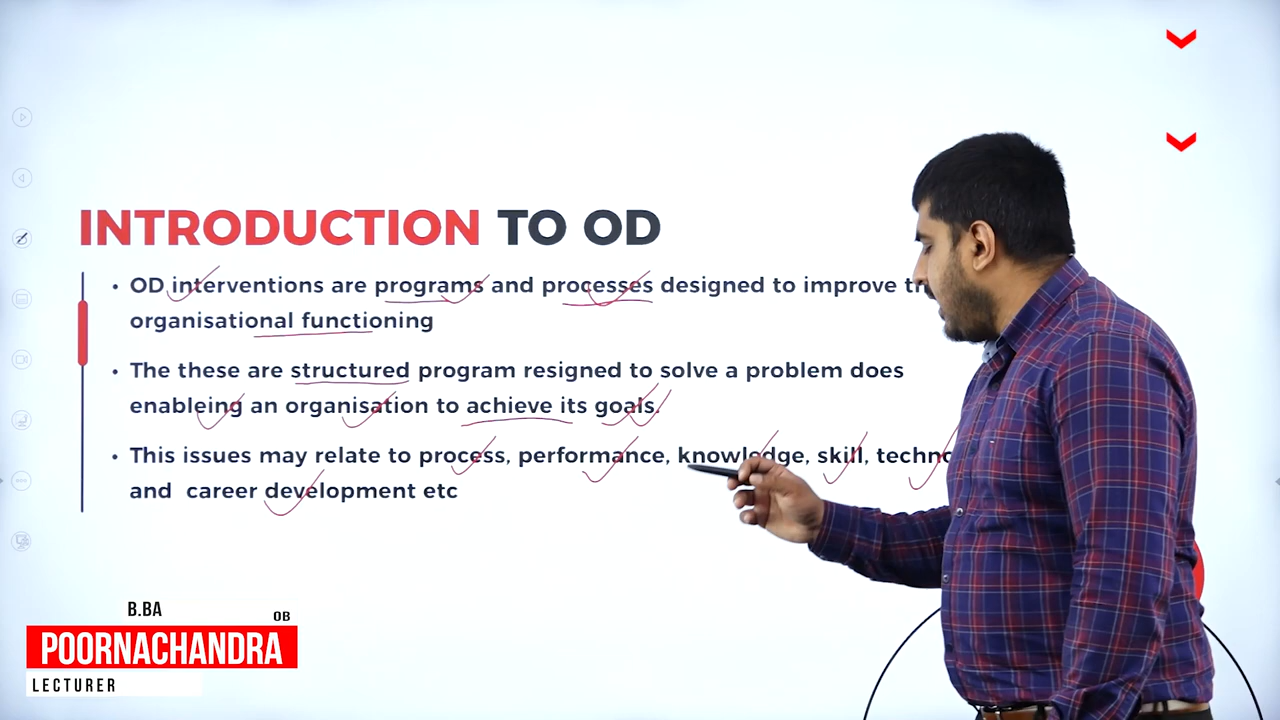 INTRODUCTION TO OD
• OD interventions are programs and processes designed to improve
organisational functioning
• The these are structured program resigned to solve a problem does
enableing an organisation to achieve its goals.
• This issues may relate to process, performance, knowledge, skill,
and career development etc
B.BA
OB
POORNACHANDRA
LECTURER